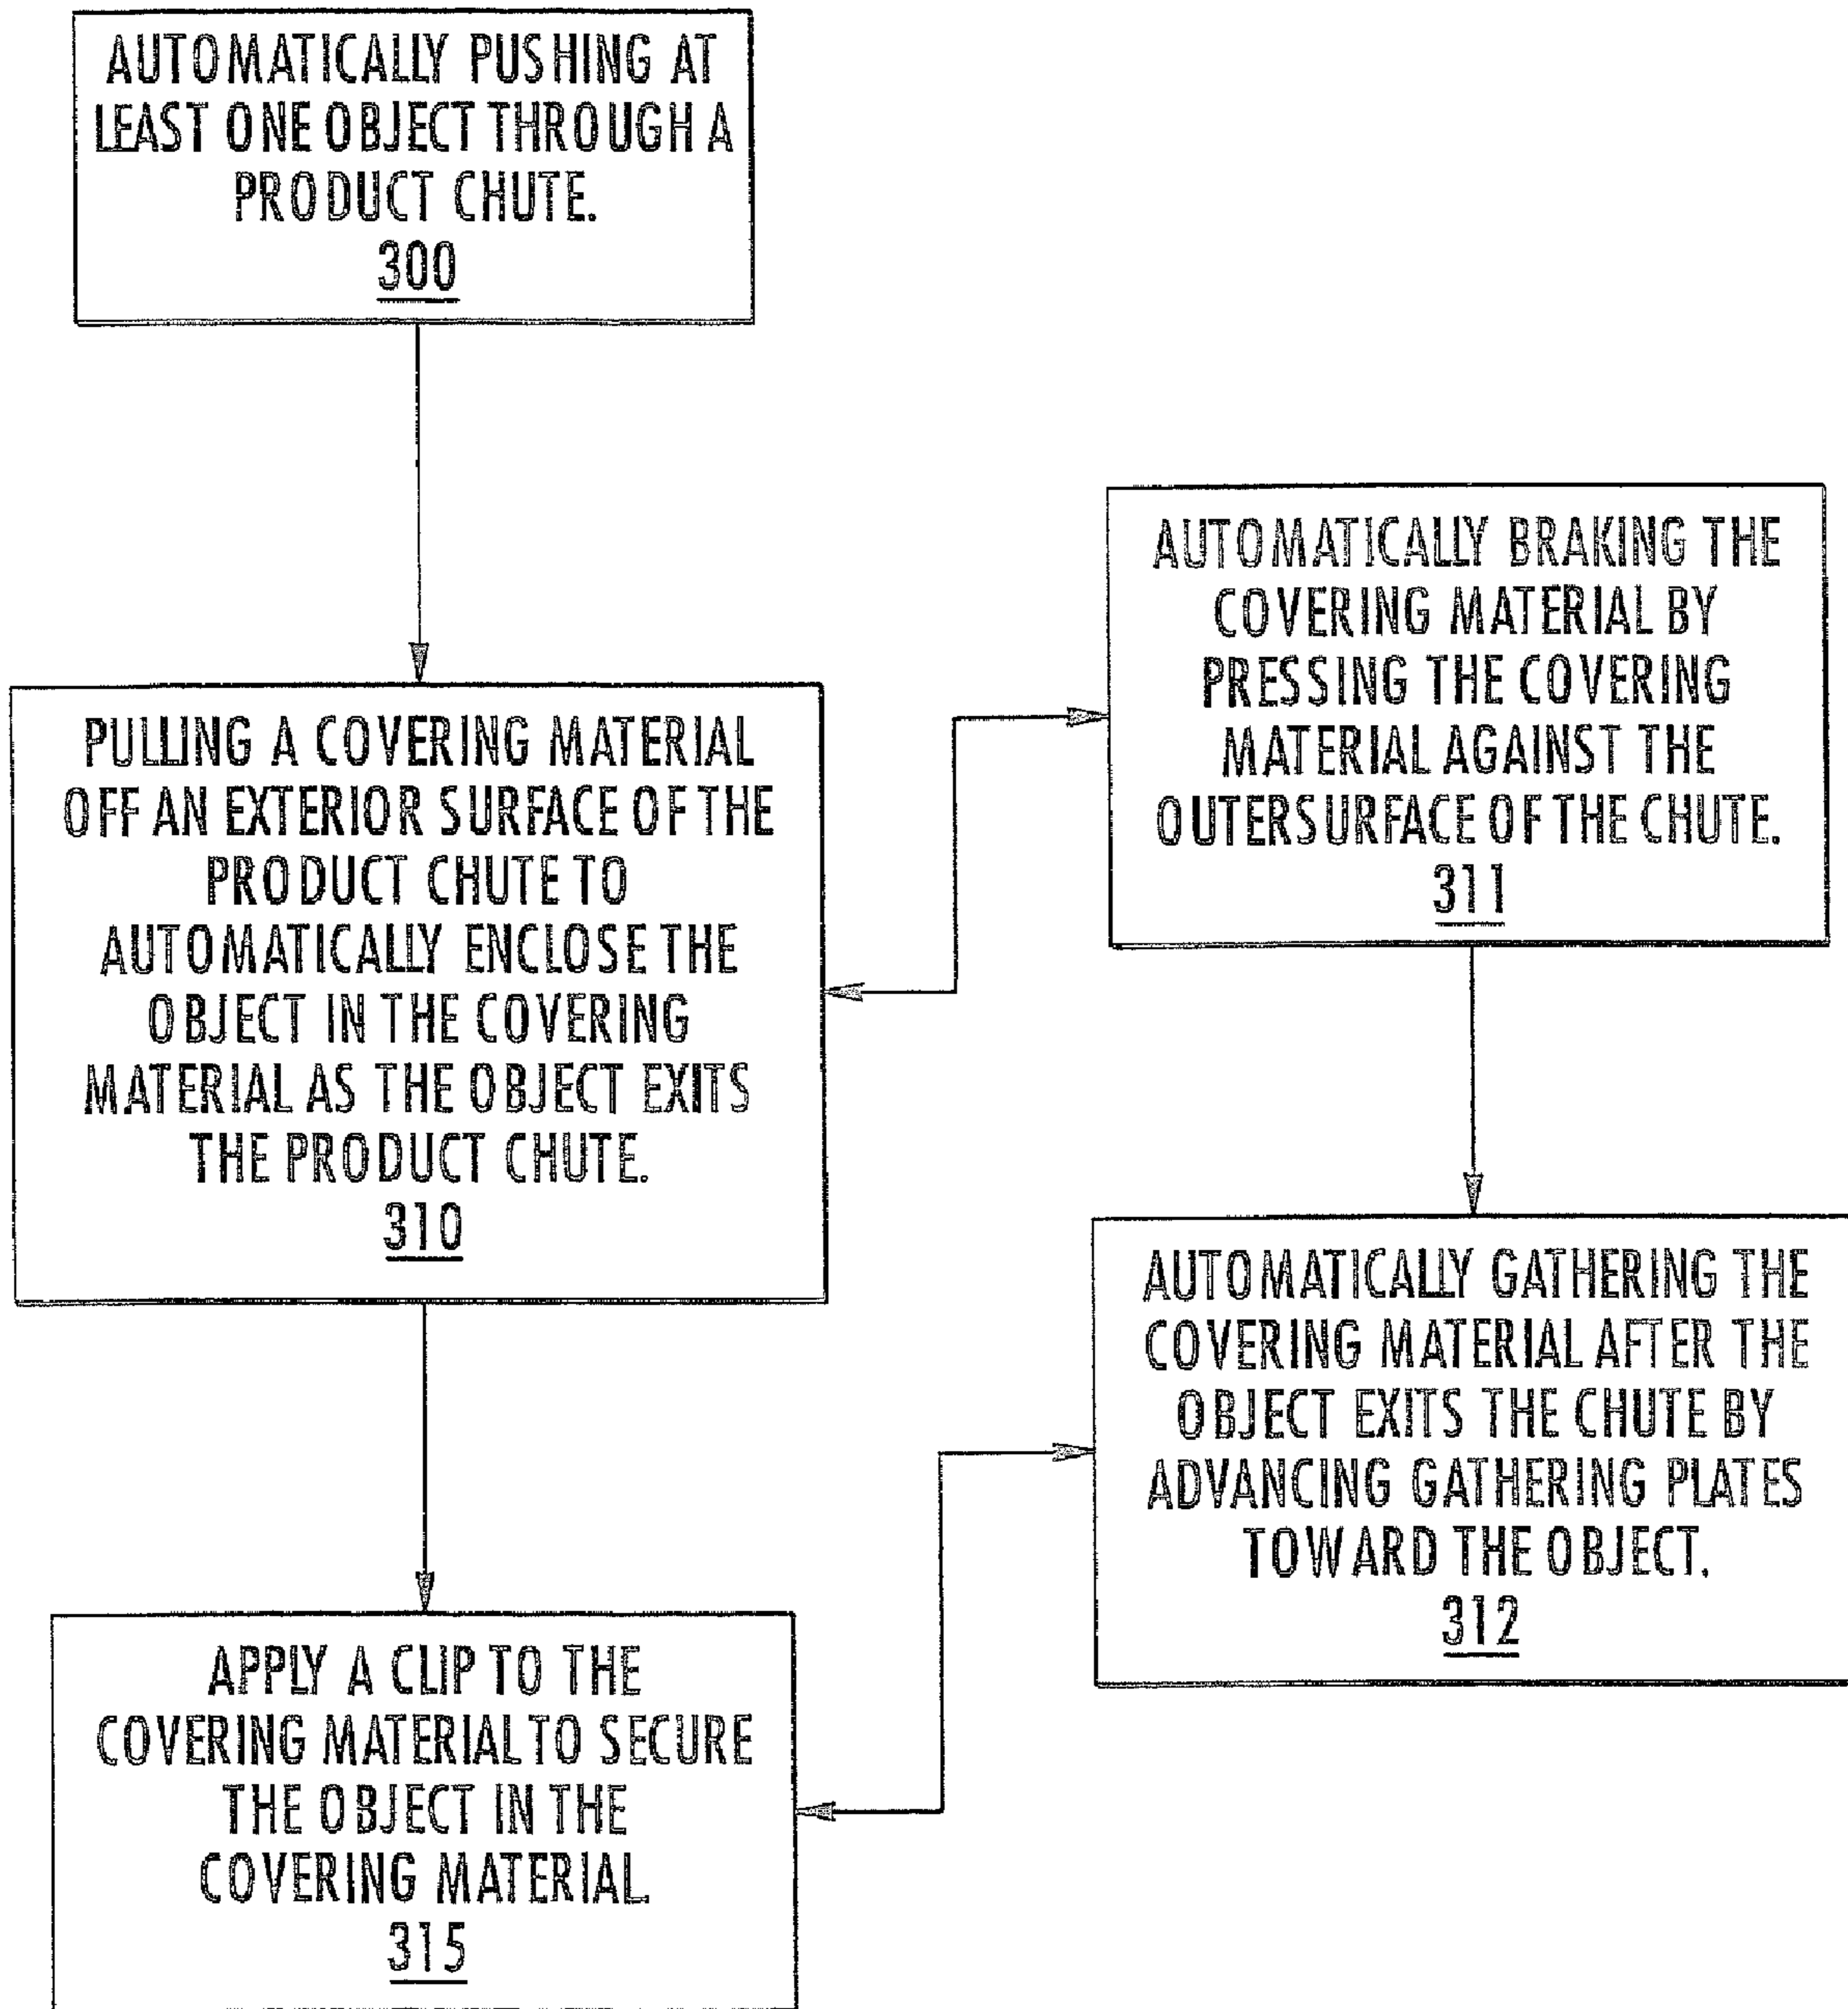 AUTOMATICALLY PUSHING AT
LEAST ONE OBJECT THROUGH A
PRODUCT CHUTE.
300
PULLING A COVERING MATERIAL
OFF AN EXTERIOR SURFACE OF THE
PRODUCT CHUTE TO
AUTOMATICALLY ENCLOSE THE
OBJECT IN THE COVERING
MATERIAL AS THE OBJECT EXITS
THE PRODUCT CHUTE.
310
AUTOMATICALLY BRAKING THE
COVERING MATERIAL BY
PRESSING THE COVERING
MATERIAL AGAINST THE
OUTERSURFACE OF THE CHUTE.
311
AUTOMATICALLY GATHERING THE
COVERING MATERIAL AFTER THE
OBJECT EXITS THE CHUTE BY
ADVANCING GATHERING PLATES
TOWARD THE OBJECT.
312
APPLY A CLIP TO THE
COVERING MATERIAL TO SECURE
THE OBJECT IN THE
COVERING MATERIAL.
315